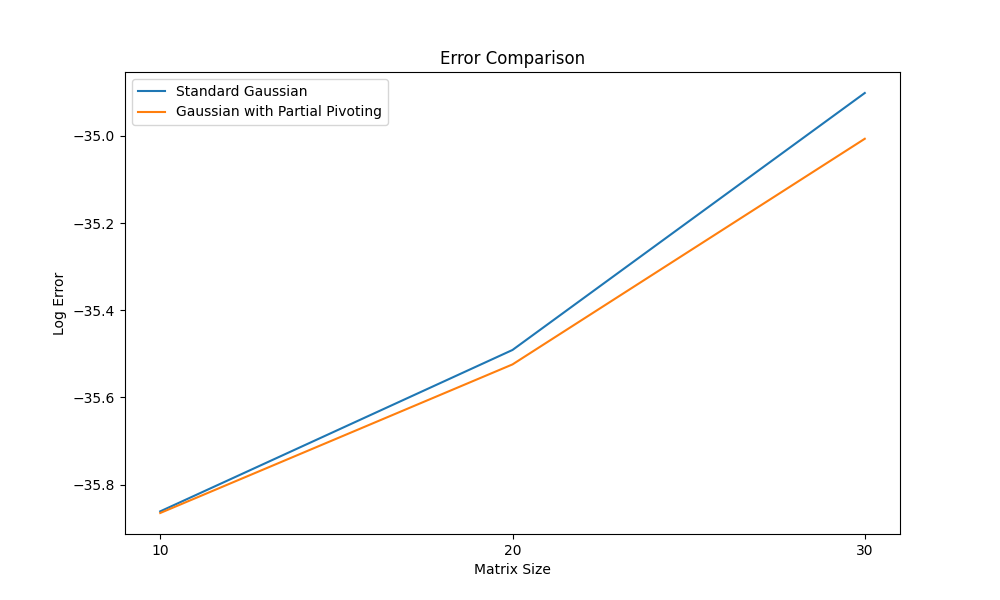 Error Comparison
Standard Gaussian
Gaussian with Partial Pivoting
−35.0
−35.2
−35.4
−35.6
−35.8
Log Error
10
20
30
Matrix Size